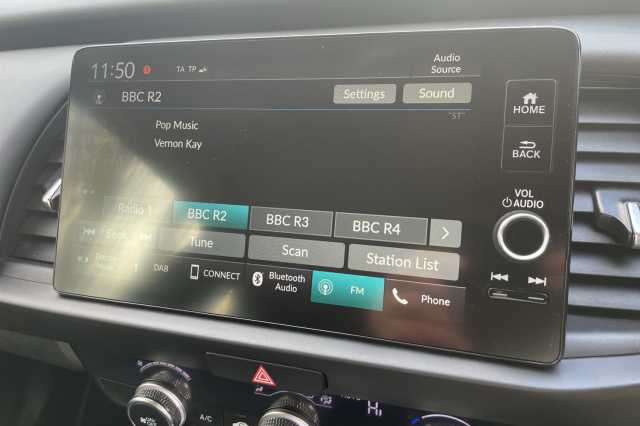 11:50 TA TP
Audio
Source
BBC R2
Settings
Sound
"ST"
Pop Music
Vernon Kay
HOME
BACK
VOL
AUDIO
Radio 1
BBC R2
BBC R3
BBC R4
>
Seek
Tune
Scan
Station List
DAB
CONNECT
Bluetooth
Audio
FM
Phone
A/C